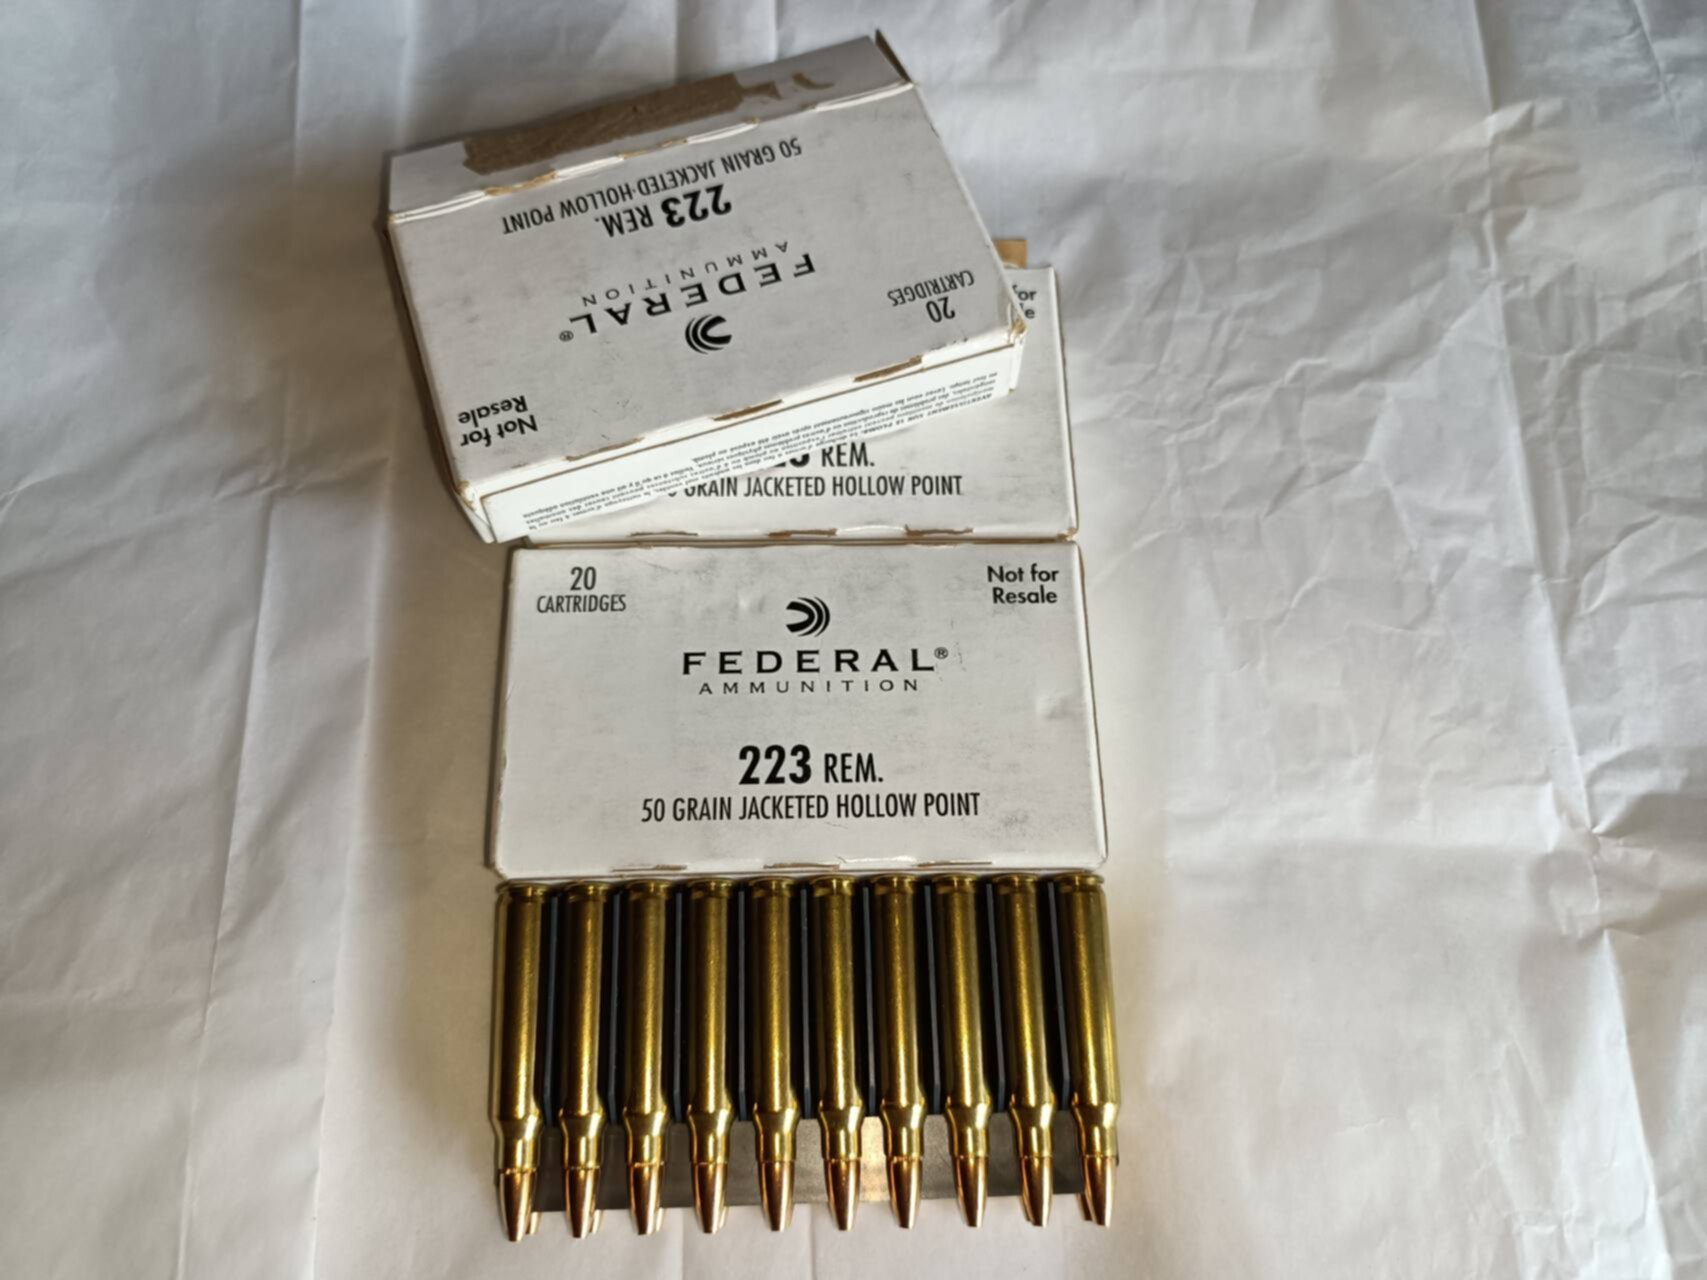 50 GRAIN JACKETED HOLLOW POINT
223 REM.
FEDERAL®
AMMUNITION
20
CARTRIDGES
Not for
Resale
for
REM.
GRAIN JACKETED HOLLOW POINT
20
CARTRIDGES
Not for
Resale
FEDERAL®
AMMUNITION
223 REM.
50 GRAIN JACKETED HOLLOW POINT